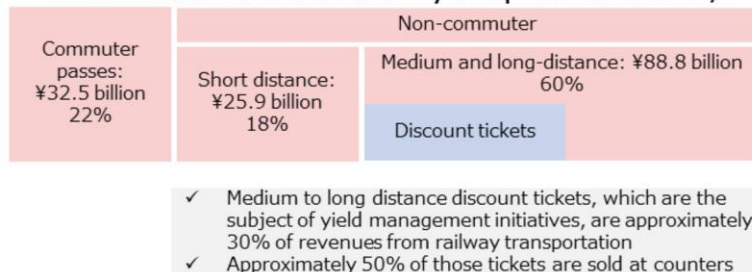 Non-commuter
Commuter
passes:
¥32.5 billion
22%
Short distance:
¥25.9 billion
18%
Medium and long-distance: ¥88.8 billion
60%
Discount tickets
✓ Medium to long distance discount tickets, which are the
subject of yield management initiatives, are approximately
30% of revenues from railway transportation
✓ Approximately 50% of those tickets are sold at counters